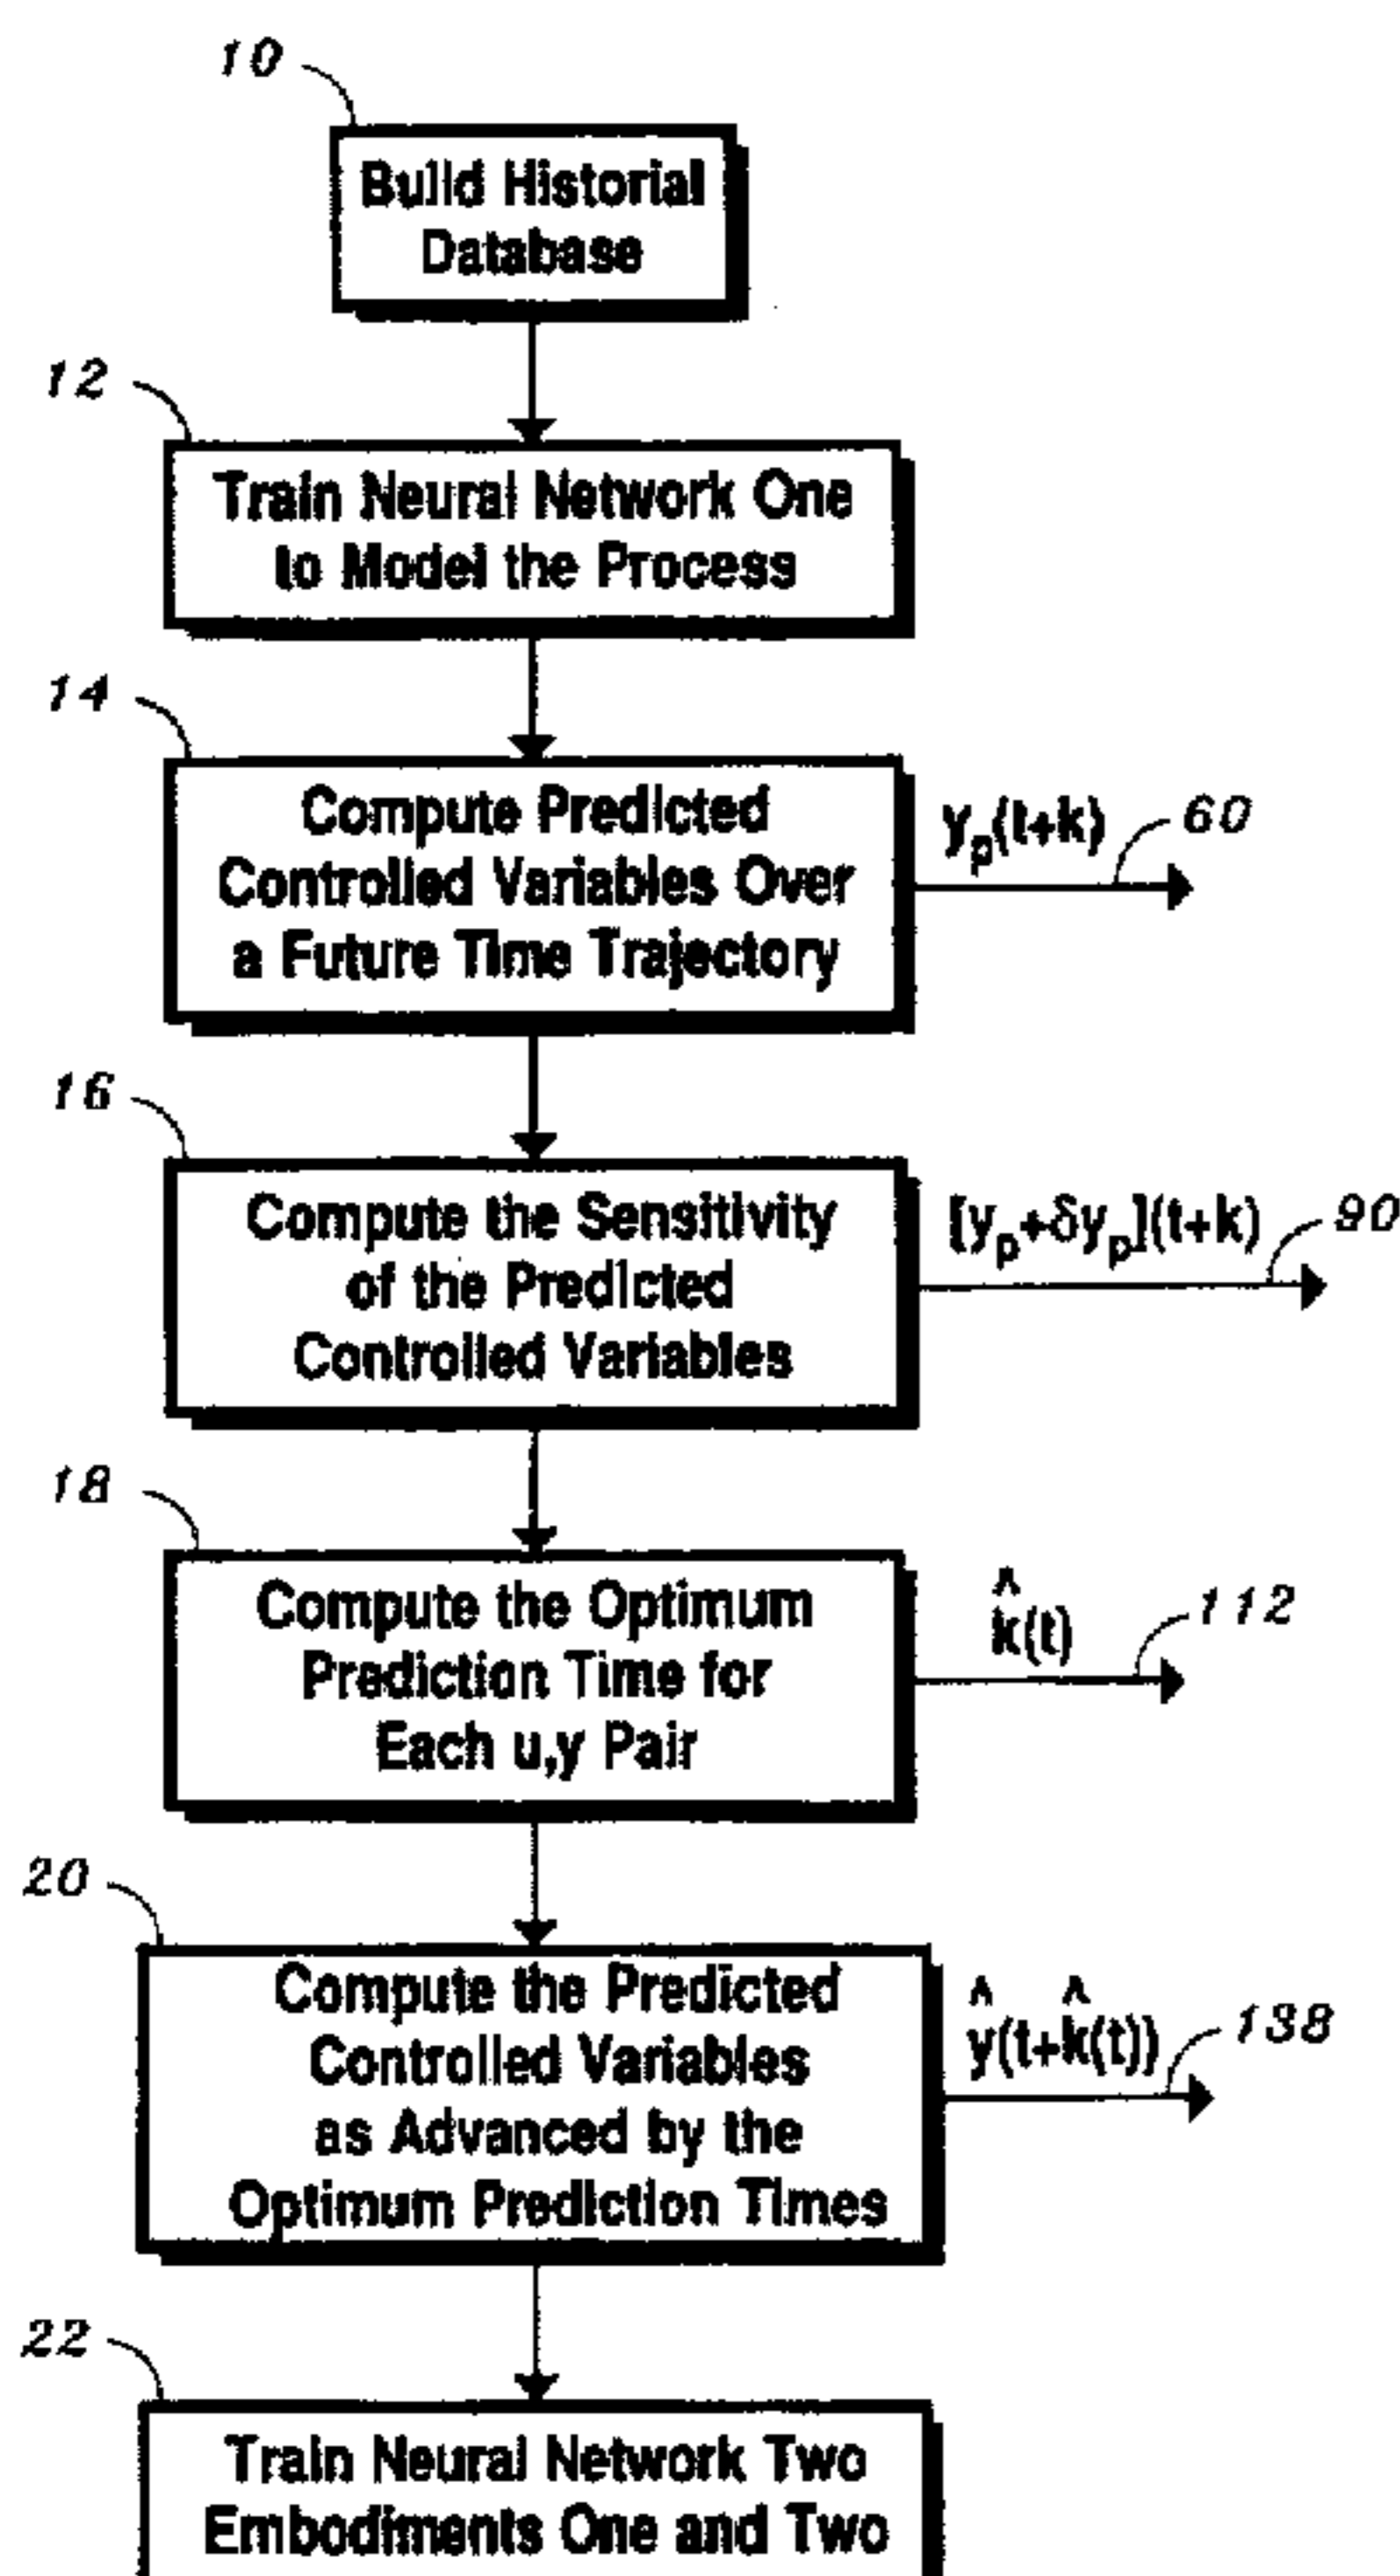 10
Build Historial
Database
12
Train Neural Network One
to Model the Process
14
Compute Predicted
Controlled Variables Over
a Future Time Trajectory
yp(t+k)
60
16
Compute the Sensitivity
of the Predicted
Controlled Variables
[yp+δyp](t+k)
90
18
Compute the Optimum
Prediction Time for
Each u,y Pair
k̂(t)
112
20
Compute the Predicted
Controlled Variables
as Advanced by the
Optimum Prediction Times
ŷ(t+k̂(t))
138
22
Train Neural Network Two
Embodiments One and Two